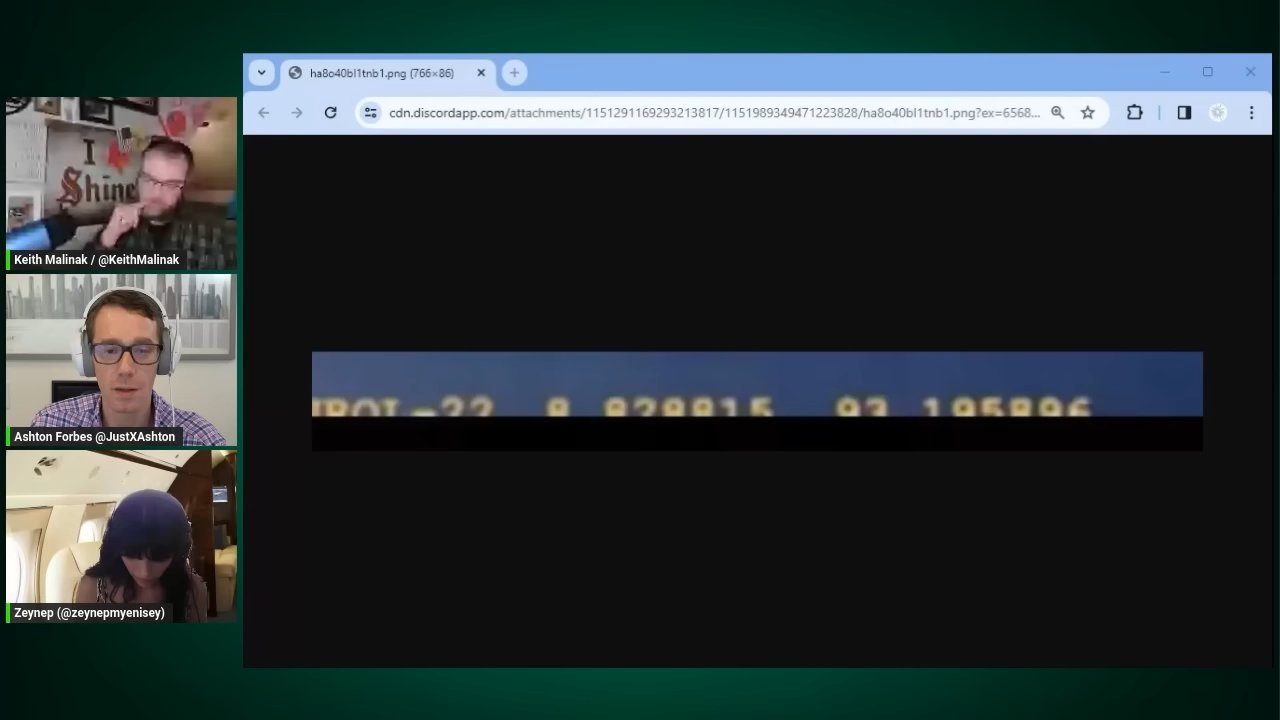 ha8o40bl1tnb1.png (766×86)
cdn.discordapp.com/attachments/1151291169293213817/1151989349471223828/ha8o40bl1tnb1.png?ex=6568...
I
Shine
Keith Malinak / @KeithMalinak
Ashton Forbes @JustXAshton
Zeynep (@zeynepmyenisey)